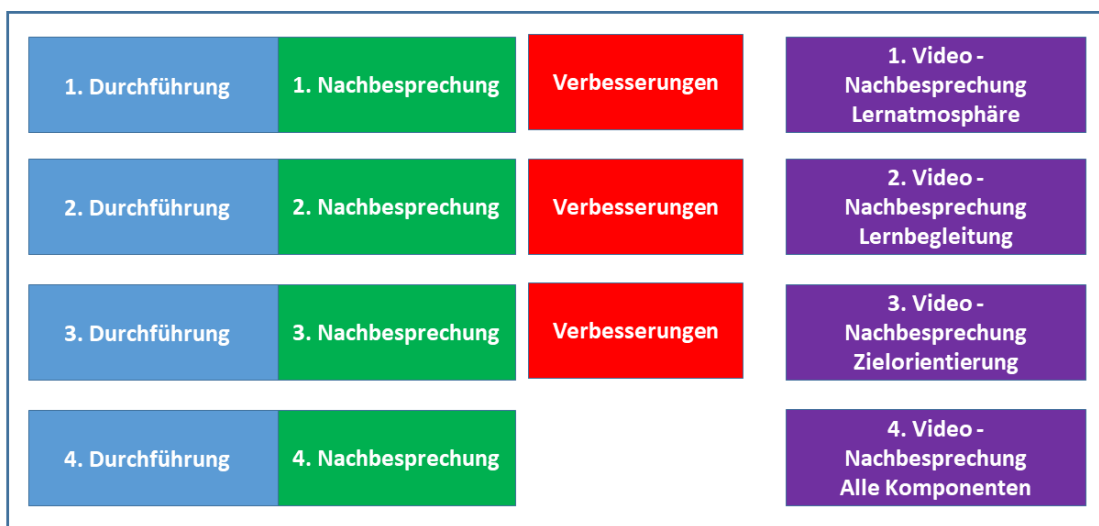 1. Durchführung
1. Nachbesprechung
Verbesserungen
1. Video -
Nachbesprechung
Lernatmosphäre
2. Durchführung
2. Nachbesprechung
Verbesserungen
2. Video -
Nachbesprechung
Lernbegleitung
3. Durchführung
3. Nachbesprechung
Verbesserungen
3. Video -
Nachbesprechung
Zielorientierung
4. Durchführung
4. Nachbesprechung
4. Video -
Nachbesprechung
Alle Komponenten